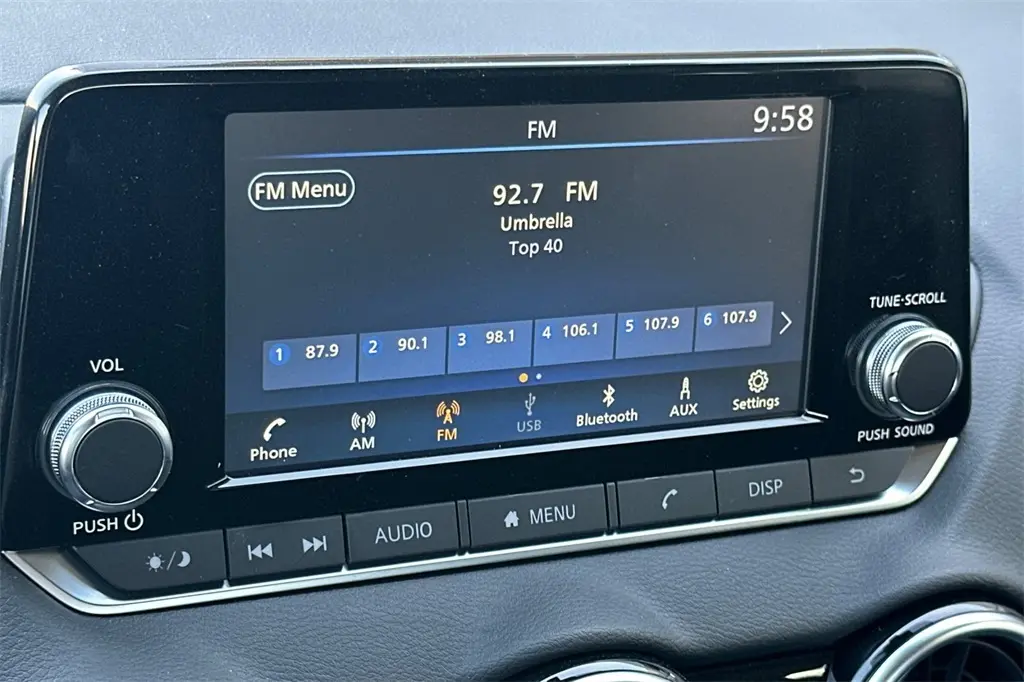 FM 9:58
FM Menu
92.7 FM
Umbrella
Top 40
1 87.9 2 90.1 3 98.1 4 106.1 5 107.9 6 107.9
Phone AM FM USB Bluetooth AUX Settings
VOL
PUSH
TUNE·SCROLL
PUSH SOUND
AUDIO MENU DISP